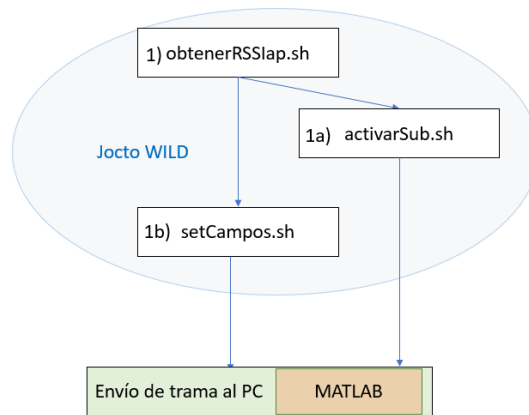 1) obtenerRSSIap.sh
1a) activarSub.sh
Jocto WILD
1b) setCampos.sh
Envío de trama al PC
MATLAB